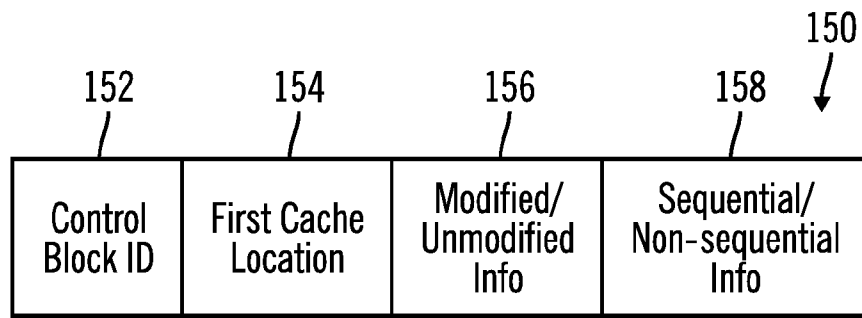 150
152 154 156 158
Control Block ID
First Cache Location
Modified/ Unmodified Info
Sequential/ Non-sequential Info